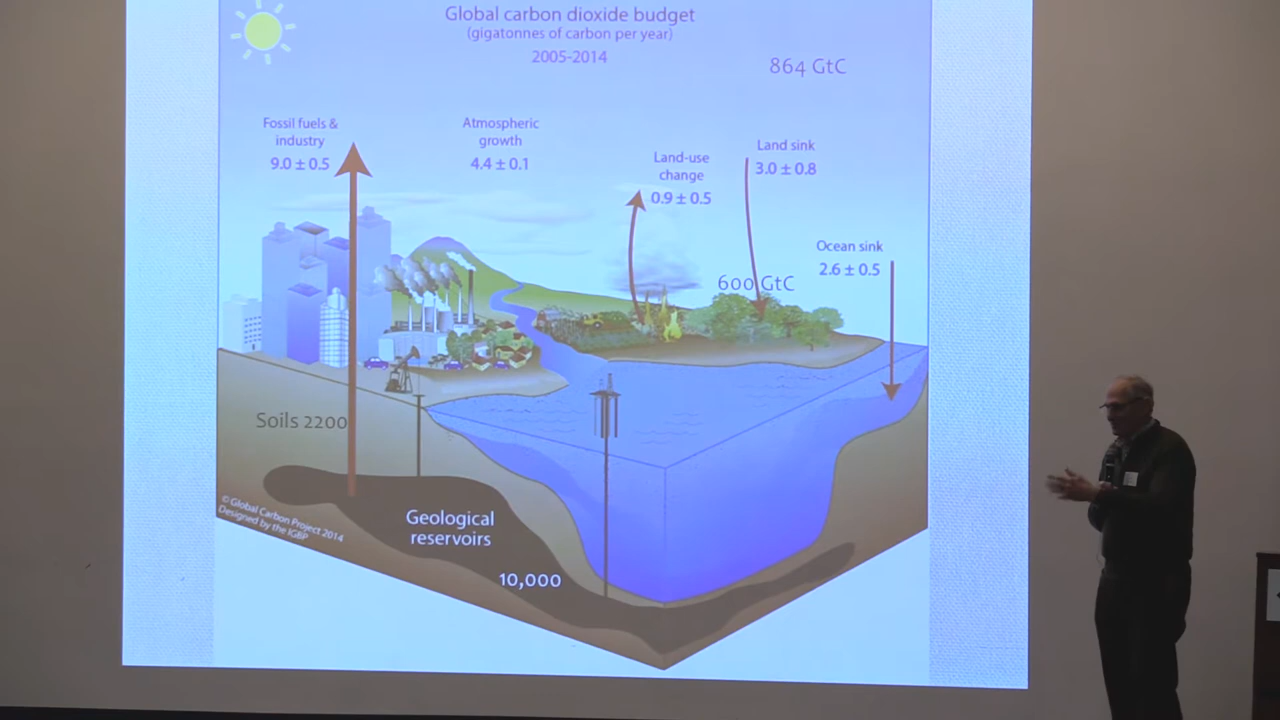 Global carbon dioxide budget
(gigatonnes of carbon per year)
2005-2014
864 GtC
Fossil fuels &
industry
9.0 ± 0.5
Atmospheric
growth
4.4 ± 0.1
Land-use
change
0.9 ± 0.5
Land sink
3.0 ± 0.8
Ocean sink
2.6 ± 0.5
600 GtC
Soils 2200
Geological
reservoirs
10,000
© Global Carbon Project 2014
Designed by the IGBP